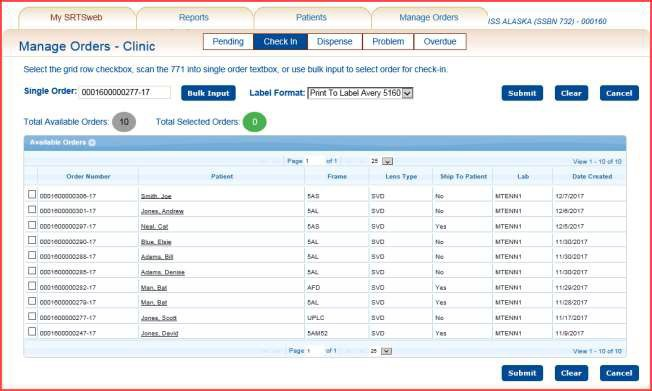 My SRTSweb Reports Patients Manage Orders ISS ALASKA (SSBN 732) - 000160
Manage Orders - Clinic Pending Check In Dispense Problem Overdue
Select the grid row checkbox, scan the 771 into single order textbox, or use bulk input to select order for check-in.
Single Order: 0001600000277-17 Bulk Input Label Format: Print To Label Avery 5160 Submit Clear Cancel
Total Available Orders: 10 Total Selected Orders: 0
Available Orders
Page 1 of 1 25 View 1 - 10 of 10
Order Number Patient Frame Lens Type Ship To Patient Lab Date Created
0001600000306-17 Smith, Joe 5AS SVD No MTENN1 12/7/2017
0001600000301-17 Jones, Andrew 5AL SVD No MTENN1 12/6/2017
0001600000297-17 Neal, Cat 5AS SVD Yes MTENN1 12/5/2017
0001600000290-17 Blue, Elsie 5AL SVD No MTENN1 11/30/2017
0001600000288-17 Adams, Bill 5AL SVD No MTENN1 11/30/2017
0001600000285-17 Adams, Denise 5AL SVD No MTENN1 11/30/2017
0001600000282-17 Man, Bat AFD SVD Yes MTENN1 11/29/2017
0001600000279-17 Man, Bat 5AL SVD Yes MTENN1 11/28/2017
0001600000277-17 Jones, Scott UPLC SVD No MTENN1 11/17/2017
0001600000247-17 Jones, David 5AM52 SVD Yes MTENN1 11/9/2017
Page 1 of 1 25 View 1 - 10 of 10
Submit Clear Cancel